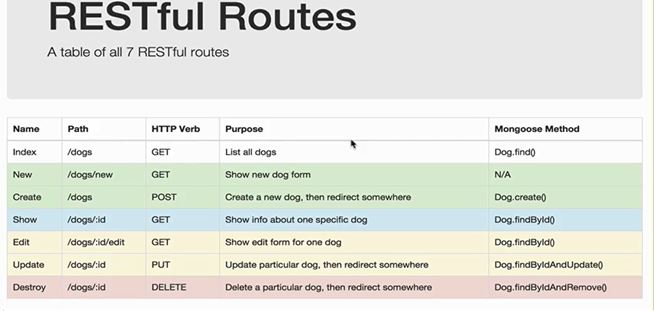 RESTful Routes
A table of all 7 RESTful routes
Name Path HTTP Verb Purpose Mongoose Method
Index /dogs GET List all dogs Dog.find()
New /dogs/new GET Show new dog form N/A
Create /dogs POST Create a new dog, then redirect somewhere Dog.create()
Show /dogs/:id GET Show info about one specific dog Dog.findById()
Edit /dogs/:id/edit GET Show edit form for one dog Dog.findById()
Update /dogs/:id PUT Update particular dog, then redirect somewhere Dog.findByIdAndUpdate()
Destroy /dogs/:id DELETE Delete a particular dog, then redirect somewhere Dog.findByIdAndRemove()